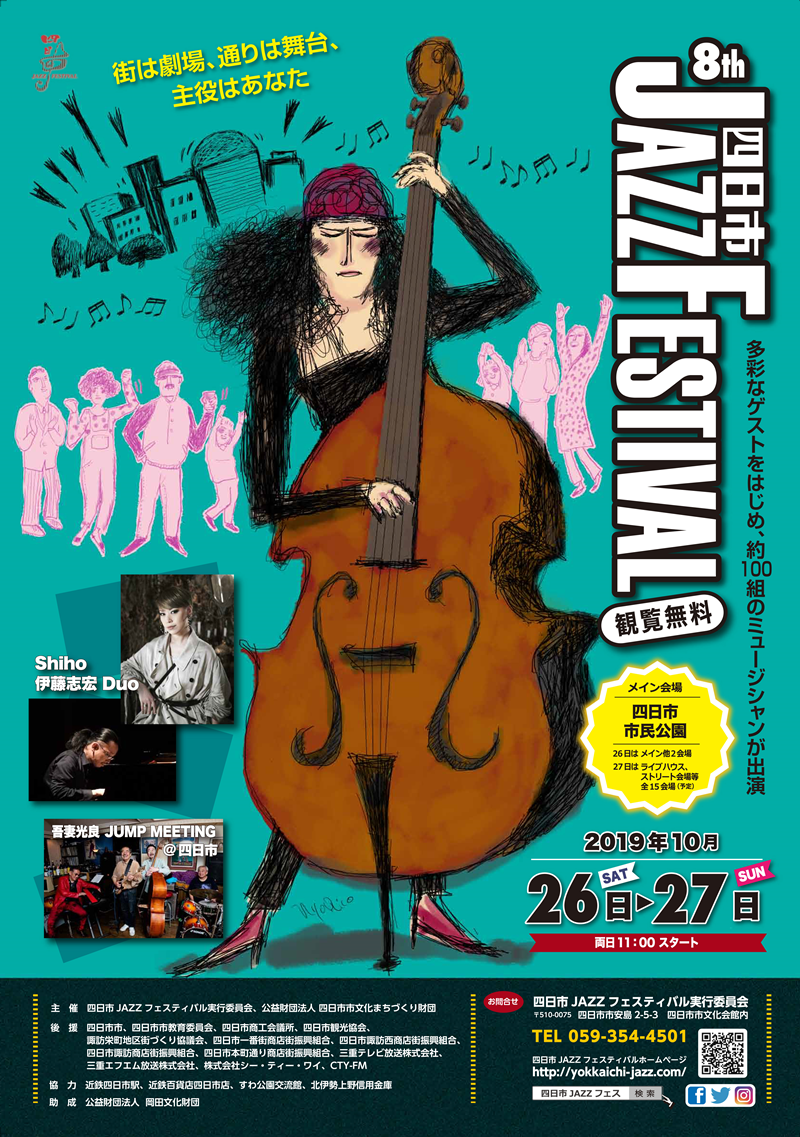 JAZZ FESTIVAL
街は劇場、通りは舞台、
主役はあなた
8th
四日市
JAZZ FESTIVAL
観覧無料
多彩なゲストをはじめ、約100組のミュージシャンが出演
Shiho
伊藤志宏 Duo
吾妻光良 JUMP MEETING
@四日市
メイン会場
四日市
市民公園
26日は メイン他2会場
27日は ライブハウス、
ストリート会場等
全15会場(予定)
2019年10月
26日SAT▶27日SUN
両日11:00 スタート
主 催 四日市 JAZZ フェスティバル実行委員会、公益財団法人 四日市市文化まちづくり財団
後 援 四日市市、四日市市教育委員会、四日市商工会議所、四日市観光協会、
諏訪栄町地区街づくり協議会、四日市一番街商店街振興組合、四日市諏訪西商店街振興組合、
四日市諏訪商店街振興組合、四日市本町通り商店街振興組合、三重テレビ放送株式会社、
三重エフエム放送株式会社、株式会社シー・ティー・ワイ、CTY-FM
協 力 近鉄四日市駅、近鉄百貨店四日市店、すわ公園交流館、北伊勢上野信用金庫
助 成 公益財団法人 岡田文化財団
お問合せ 四日市 JAZZ フェスティバル実行委員会
〒510-0075 四日市市安島 2-5-3 四日市市文化会館内
TEL 059-354-4501
四日市 JAZZ フェスティバルホームページ
http://yokkaichi-jazz.com/
四日市 JAZZ フェス 検索